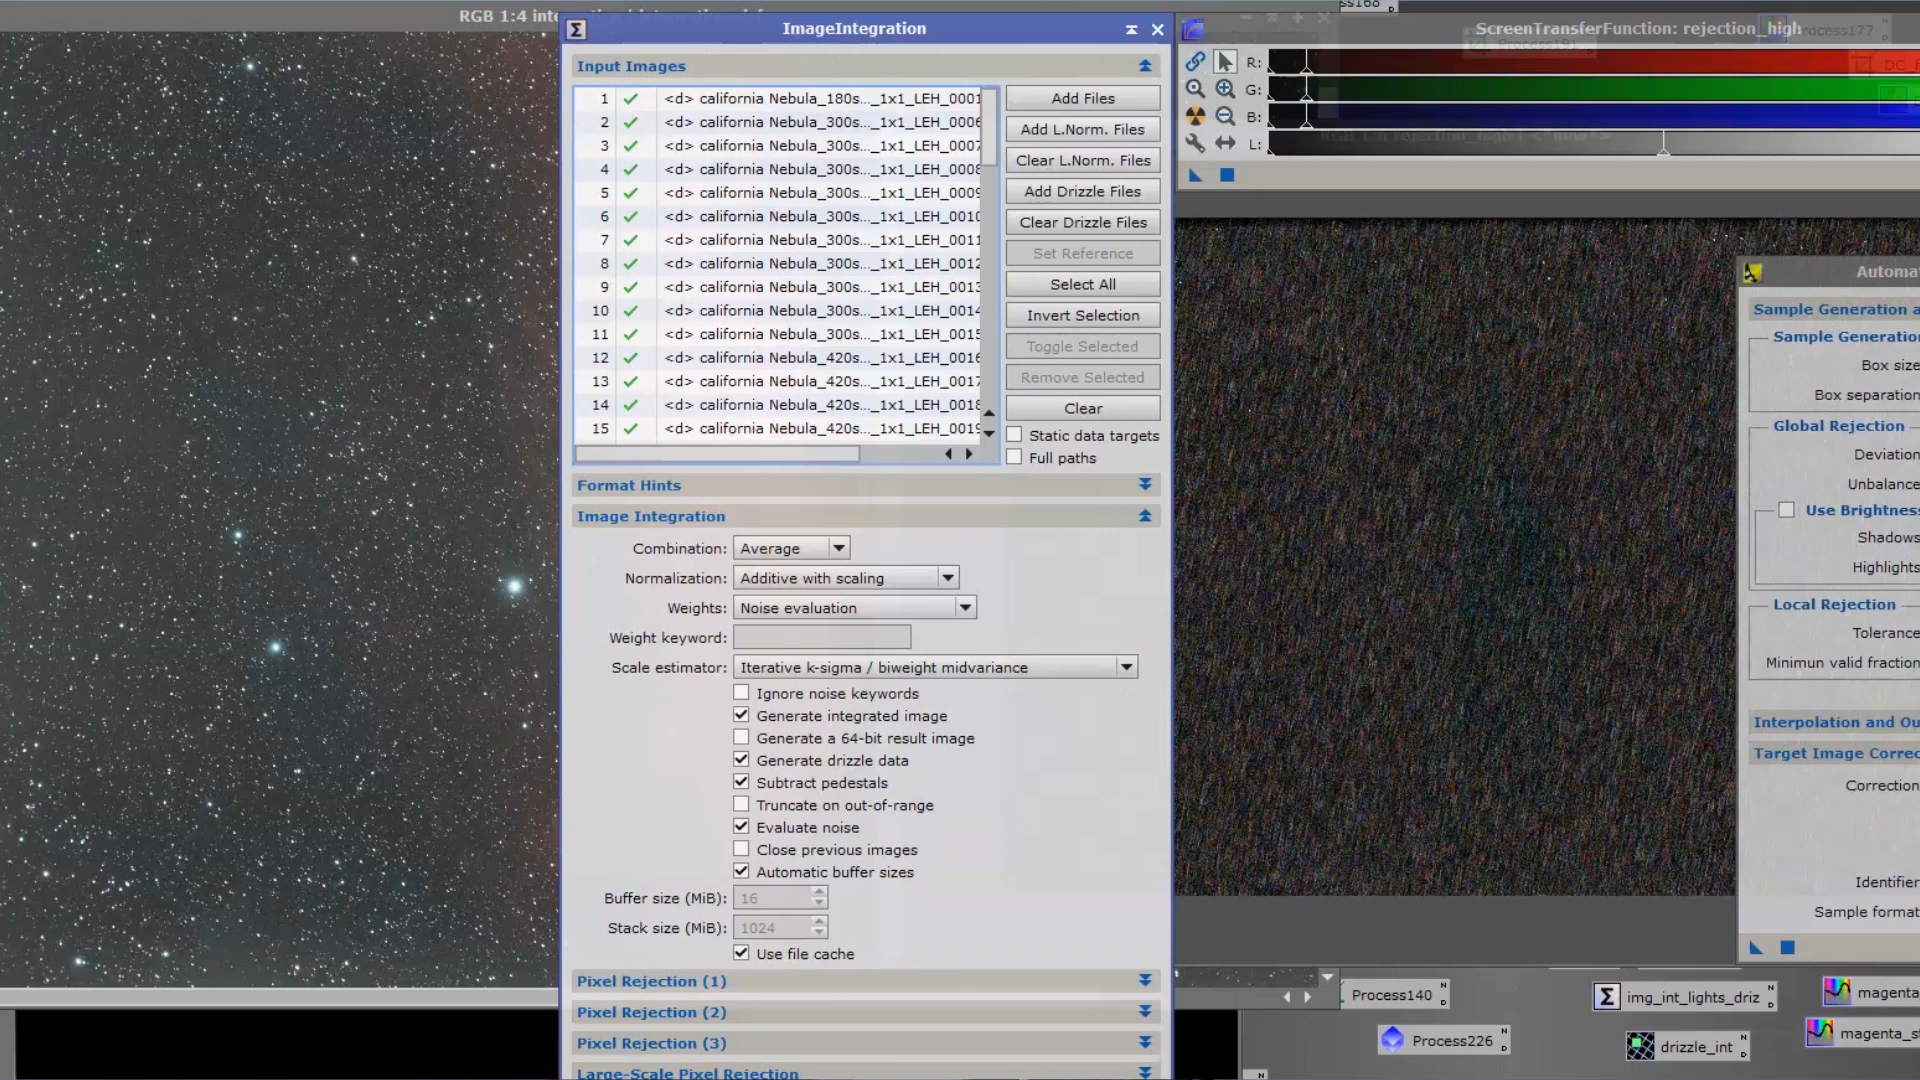 RGB 1:4 inte
ImageIntegration
Input Images
1 <d> california Nebula_180s..._1x1_LEH_0001
2 <d> california Nebula_300s..._1x1_LEH_0006
3 <d> california Nebula_300s..._1x1_LEH_0007
4 <d> california Nebula_300s..._1x1_LEH_0008
5 <d> california Nebula_300s..._1x1_LEH_0009
6 <d> california Nebula_300s..._1x1_LEH_0010
7 <d> california Nebula_300s..._1x1_LEH_0011
8 <d> california Nebula_300s..._1x1_LEH_0012
9 <d> california Nebula_300s..._1x1_LEH_0013
10 <d> california Nebula_300s..._1x1_LEH_0014
11 <d> california Nebula_300s..._1x1_LEH_0015
12 <d> california Nebula_420s..._1x1_LEH_0016
13 <d> california Nebula_420s..._1x1_LEH_0017
14 <d> california Nebula_420s..._1x1_LEH_0018
15 <d> california Nebula_420s..._1x1_LEH_0019
Add Files
Add L.Norm. Files
Clear L.Norm. Files
Add Drizzle Files
Clear Drizzle Files
Set Reference
Select All
Invert Selection
Toggle Selected
Remove Selected
Clear
Static data targets
Full paths
Format Hints
Image Integration
Combination: Average
Normalization: Additive with scaling
Weights: Noise evaluation
Weight keyword:
Scale estimator: Iterative k-sigma / biweight midvariance
Ignore noise keywords
Generate integrated image
Generate a 64-bit result image
Generate drizzle data
Subtract pedestals
Truncate on out-of-range
Evaluate noise
Close previous images
Automatic buffer sizes
Buffer size (MiB): 16
Stack size (MiB): 1024
Use file cache
Pixel Rejection (1)
Pixel Rejection (2)
Pixel Rejection (3)
Large-Scale Pixel Rejection
ScreenTransferFunction: rejection_high
Process191
rocess177
R:
G:
B:
L:
Automa
Sample Generation a
Sample Generation
Box size
Box separation
Global Rejection
Deviation
Unbalance
Use Brightness
Shadows
Highlights
Local Rejection
Tolerance
Minimun valid fraction
Interpolation and Ou
Target Image Correc
Correction
Identifier
Sample format
Process140
img_int_lights_driz
magenta
Process226
drizzle_int
magenta_s